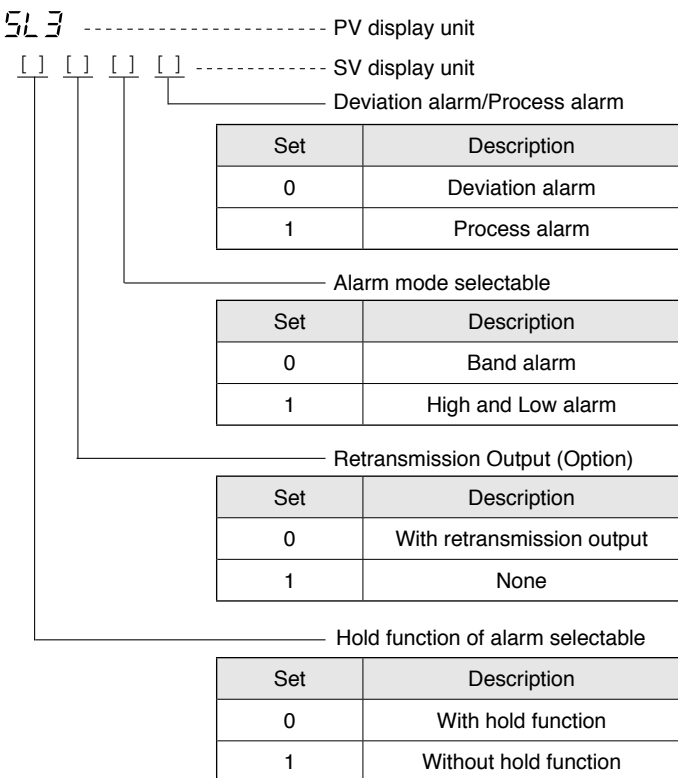 SL3 PV display unit
[ ] [ ] [ ] [ ] SV display unit
Deviation alarm/Process alarm
Set Description
0 Deviation alarm
1 Process alarm
Alarm mode selectable
Set Description
0 Band alarm
1 High and Low alarm
Retransmission Output (Option)
Set Description
0 With retransmission output
1 None
Hold function of alarm selectable
Set Description
0 With hold function
1 Without hold function